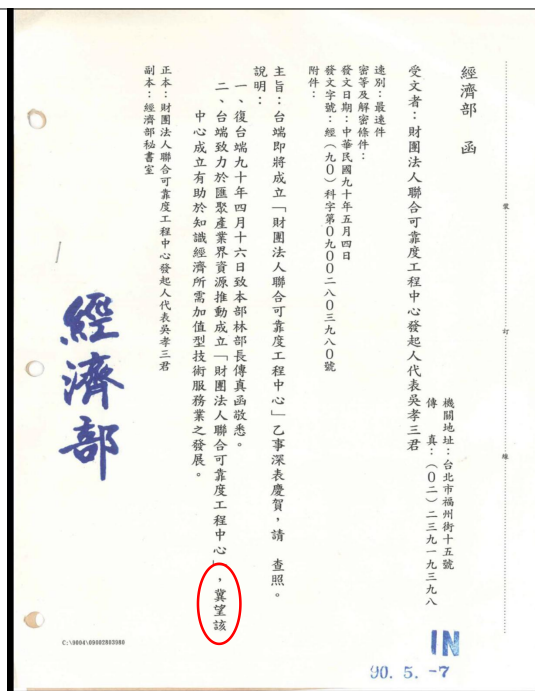 裝
訂
線
經濟部 函
機關地址：台北市福州街十五號
傳 真：（０二）二三九一九三九八
受文者：財團法人聯合可靠度工程中心發起人代表吳孝三君
速別：最速件
密等及解密條件：
發文日期：中華民國九十年五月四日
發文字號：經（九０）科字第０九００二八０三九八０號
附件：
主旨：台端即將成立「財團法人聯合可靠度工程中心」乙事深表慶賀，請 查照。
說明：
一、復台端九十年四月十六日致本部林部長傳真函敬悉。
二、台端致力於匯聚產業界資源推動成立「財團法人聯合可靠度工程中心」，冀望該
中心成立有助於知識經濟所需加值型技術服務業之發展。
正本：財團法人聯合可靠度工程中心發起人代表吳孝三君
副本：經濟部秘書室
經濟部
C:\9804\09002803980
IN
90. 5. -7